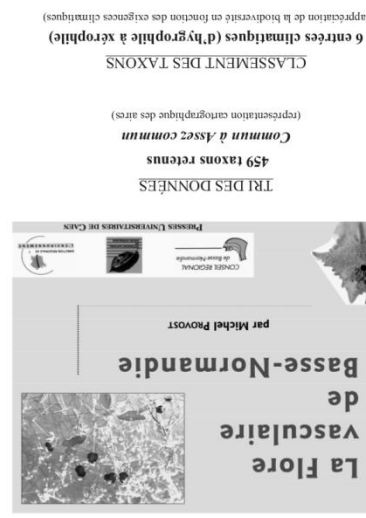 La Flore
vasculaire
de
Basse-Normandie
par Michel PROVOST
CONSEIL REGIONAL
de Basse-Normandie
PRESSES UNIVERSITAIRES DE CAEN
TRI DES DONNÉES
459 taxons retenus
Commun à Assez commun
(représentation cartographique des aires)
CLASSEMENT DES TAXONS
6 entrées climatiques (d'hygrophile à xérophile)
appréciation de la biodiversité en fonction des exigences climatiques)